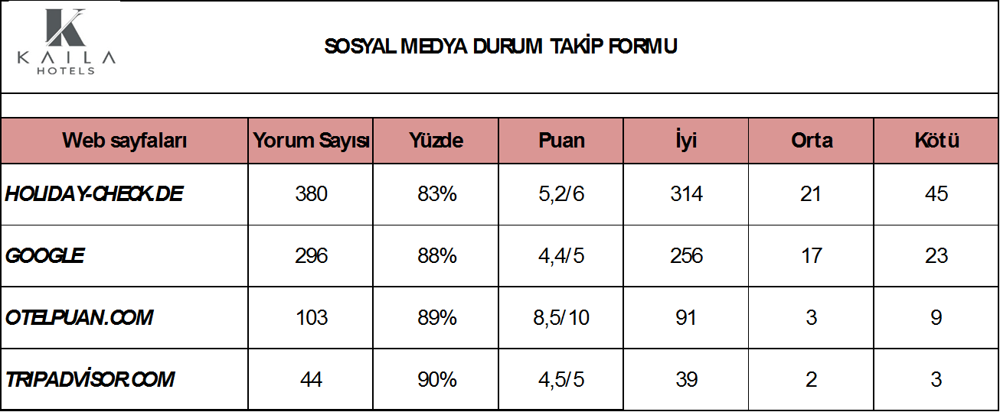 K
KAILA
HOTELS
SOSYAL MEDYA DURUM TAKİP FORMU
Web sayfaları Yorum Sayısı Yüzde Puan İyi Orta Kötü
HOLIDAY-CHECK.DE 380 83% 5,2/6 314 21 45
GOOGLE 296 88% 4,4/5 256 17 23
OTELPUAN.COM 103 89% 8,5/10 91 3 9
TRIPADVİSOR.COM 44 90% 4,5/5 39 2 3